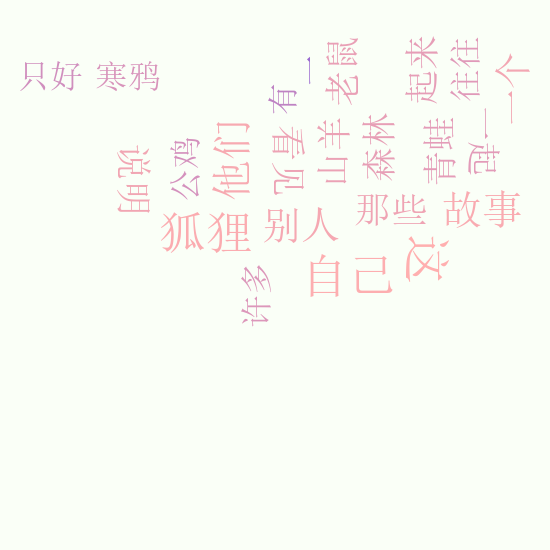 只好 寒鸦
有一
老鼠
起来
往往
一个
说明
公鸡
他们
看见
山羊
森林
青蛙
一起
狐狸
别人
那些
故事
许多
自己
这